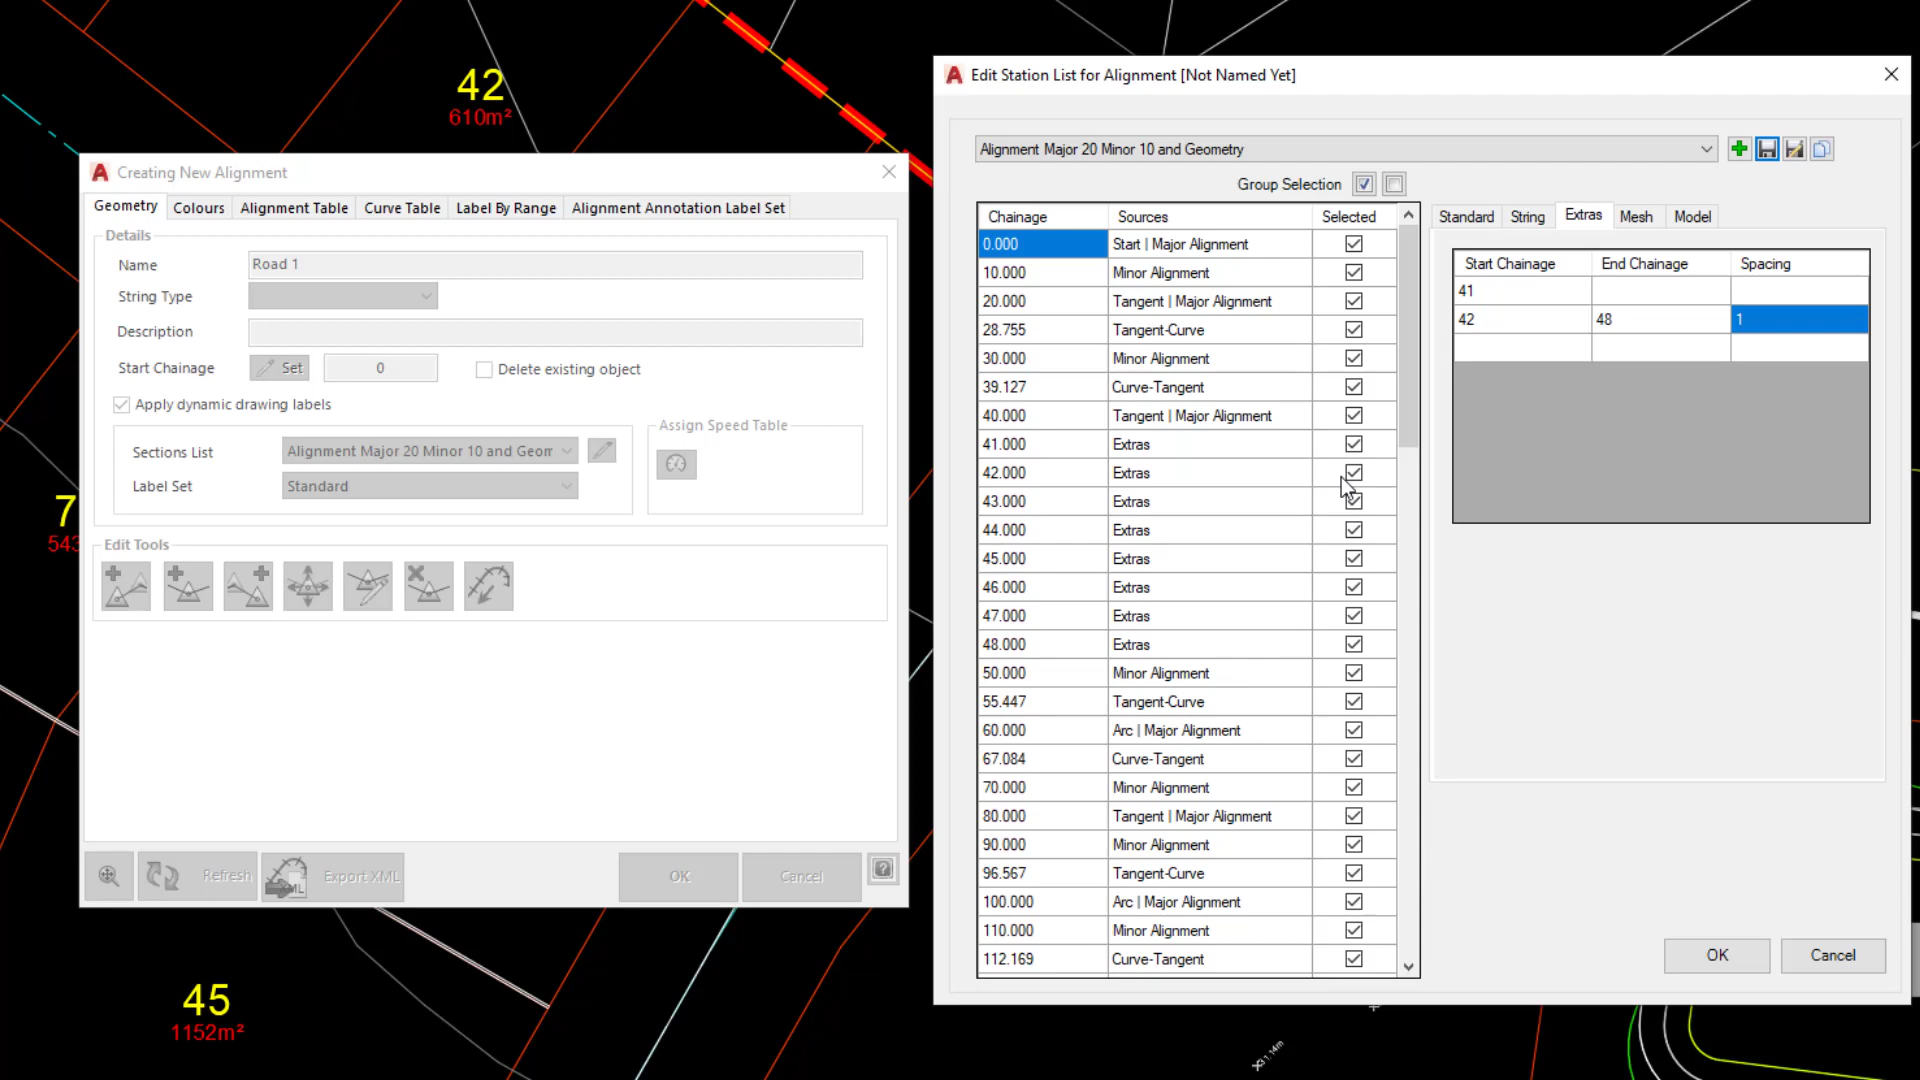 42
610m²
7
543
45
1152m²
31.14m
Creating New Alignment
Geometry
Colours
Alignment Table
Curve Table
Label By Range
Alignment Annotation Label Set
Details
Name
Road 1
String Type
Description
Start Chainage
Set
0
Delete existing object
Apply dynamic drawing labels
Sections List
Alignment Major 20 Minor 10 and Geom
Label Set
Standard
Assign Speed Table
Edit Tools
Refresh
Export XML
OK
Cancel
Edit Station List for Alignment [Not Named Yet]
Alignment Major 20 Minor 10 and Geometry
Group Selection
Chainage Sources Selected
0.000 Start | Major Alignment
10.000 Minor Alignment
20.000 Tangent | Major Alignment
28.755 Tangent-Curve
30.000 Minor Alignment
39.127 Curve-Tangent
40.000 Tangent | Major Alignment
41.000 Extras
42.000 Extras
43.000 Extras
44.000 Extras
45.000 Extras
46.000 Extras
47.000 Extras
48.000 Extras
50.000 Minor Alignment
55.447 Tangent-Curve
60.000 Arc | Major Alignment
67.084 Curve-Tangent
70.000 Minor Alignment
80.000 Tangent | Major Alignment
90.000 Minor Alignment
96.567 Tangent-Curve
100.000 Arc | Major Alignment
110.000 Minor Alignment
112.169 Curve-Tangent
Standard
String
Extras
Mesh
Model
Start Chainage End Chainage Spacing
41
42 48 1
OK
Cancel